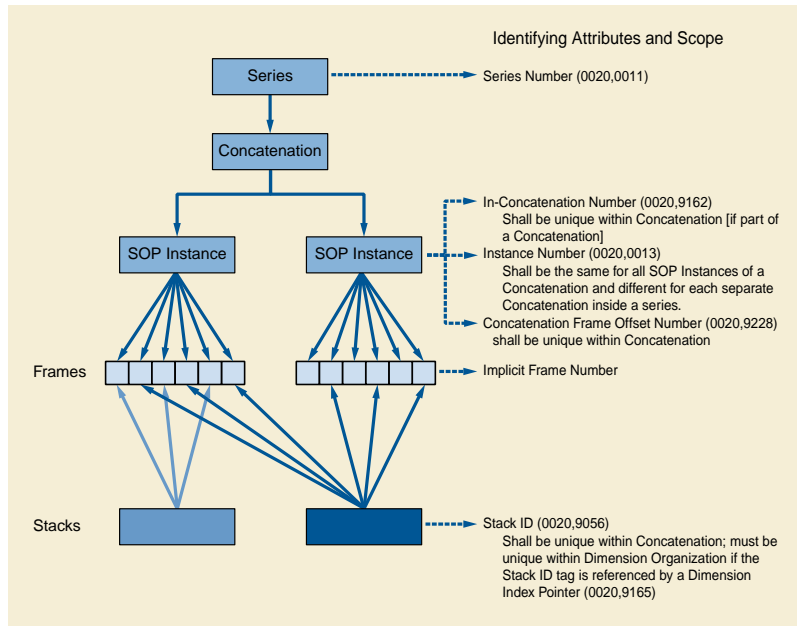 Identifying Attributes and Scope
Series
Series Number (0020,0011)
Concatenation
In-Concatenation Number (0020,9162)
Shall be unique within Concatenation [if part
of a Concatenation]
SOP Instance
SOP Instance
Instance Number (0020,0013)
Shall be the same for all SOP Instances of a
Concatenation and different for each separate
Concatenation inside a series.
Concatenation Frame Offset Number (0020,9228)
shall be unique within Concatenation
Frames
Implicit Frame Number
Stacks
Stack ID (0020,9056)
Shall be unique within Concatenation; must be
unique within Dimension Organization if the
Stack ID tag is referenced by a Dimension
Index Pointer (0020,9165)